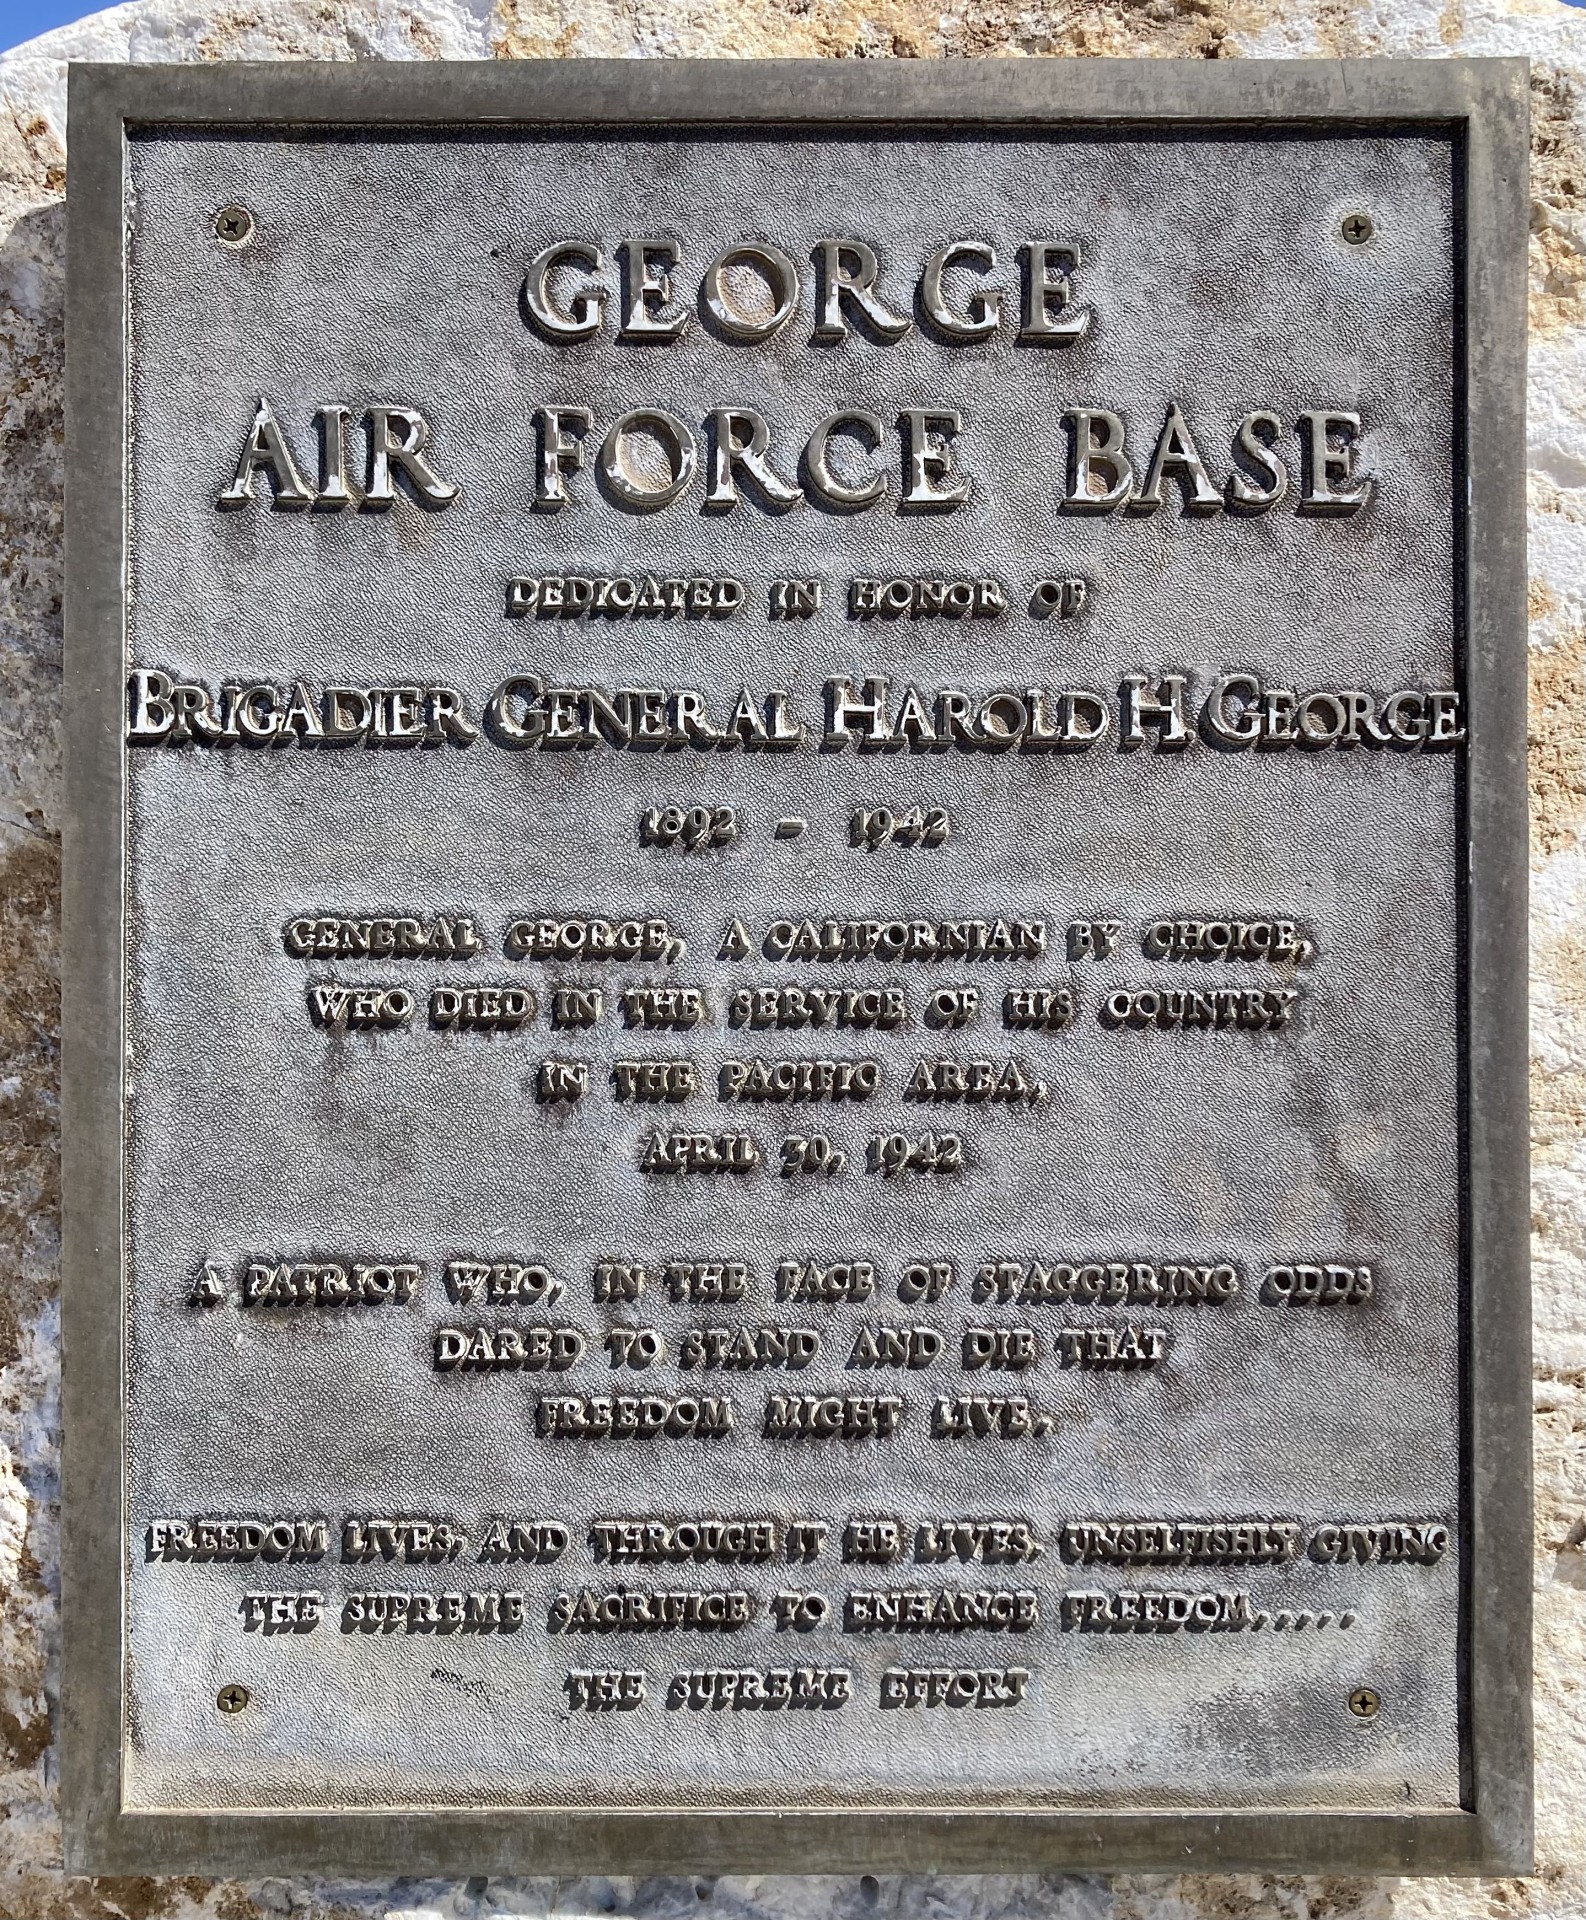 GEORGE
AIR FORCE BASE
DEDICATED IN HONOR OF
BRIGADIER GENERAL HAROLD H. GEORGE
1892 - 1942
GENERAL GEORGE, A CALIFORNIAN BY CHOICE,
WHO DIED IN THE SERVICE OF HIS COUNTRY
IN THE PACIFIC AREA,
APRIL 30, 1942
A PATRIOT WHO, IN THE FACE OF STAGGERING ODDS
DARED TO STAND AND DIE THAT
FREEDOM MIGHT LIVE,
FREEDOM LIVES, AND THROUGH IT HE LIVES. UNSELFISHLY GIVING
THE SUPREME SACRIFICE TO ENHANCE FREEDOM,,,,,
THE SUPREME EFFORT